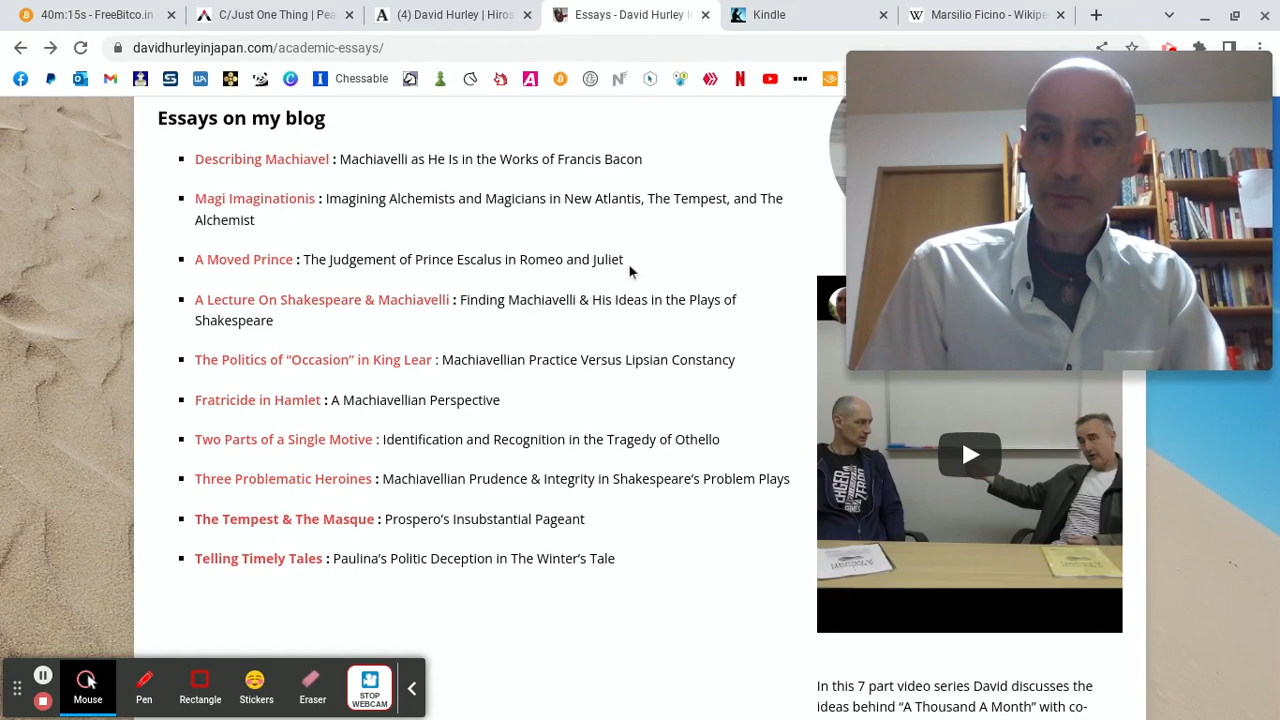 40m:15s - FreeBitco.in -
C/Just One Thing | Pea
(4) David Hurley | Hiros
Essays - David Hurley In
Kindle
Marsilio Ficino - Wikipe
davidhurleyinjapan.com/academic-essays/
Chessable
Essays on my blog
Describing Machiavel : Machiavelli as He Is in the Works of Francis Bacon
Magi Imaginationis : Imagining Alchemists and Magicians in New Atlantis, The Tempest, and The
Alchemist
A Moved Prince : The Judgement of Prince Escalus in Romeo and Juliet
A Lecture On Shakespeare & Machiavelli : Finding Machiavelli & His Ideas in the Plays of
Shakespeare
The Politics of “Occasion” in King Lear : Machiavellian Practice Versus Lipsian Constancy
Fratricide in Hamlet : A Machiavellian Perspective
Two Parts of a Single Motive : Identification and Recognition in the Tragedy of Othello
Three Problematic Heroines : Machiavellian Prudence & Integrity in Shakespeare’s Problem Plays
The Tempest & The Masque : Prospero’s Insubstantial Pageant
Telling Timely Tales : Paulina’s Politic Deception in The Winter’s Tale
In this 7 part video series David discusses the
ideas behind “A Thousand A Month” with co-
Mouse
Pen
Rectangle
Stickers
Eraser
STOP
WEBCAM